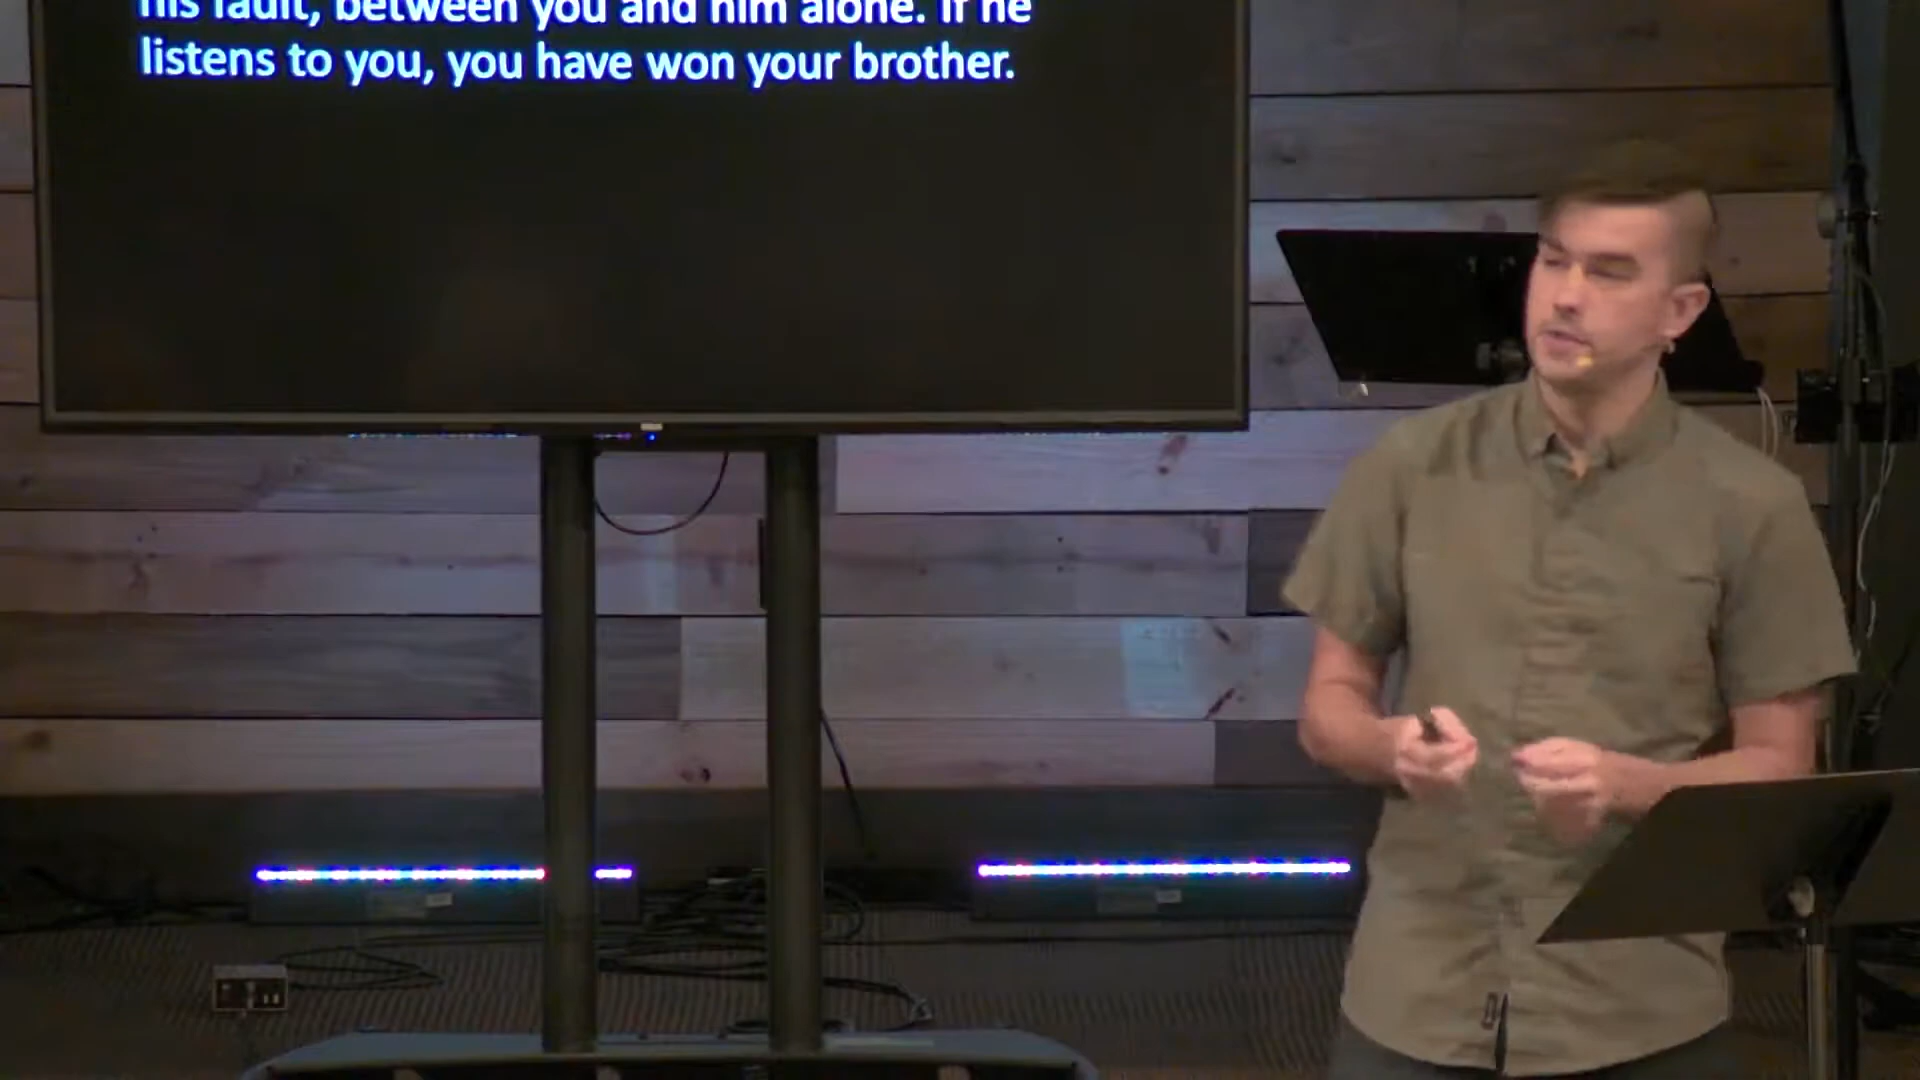 his fault, between you and him alone. If he
listens to you, you have won your brother.